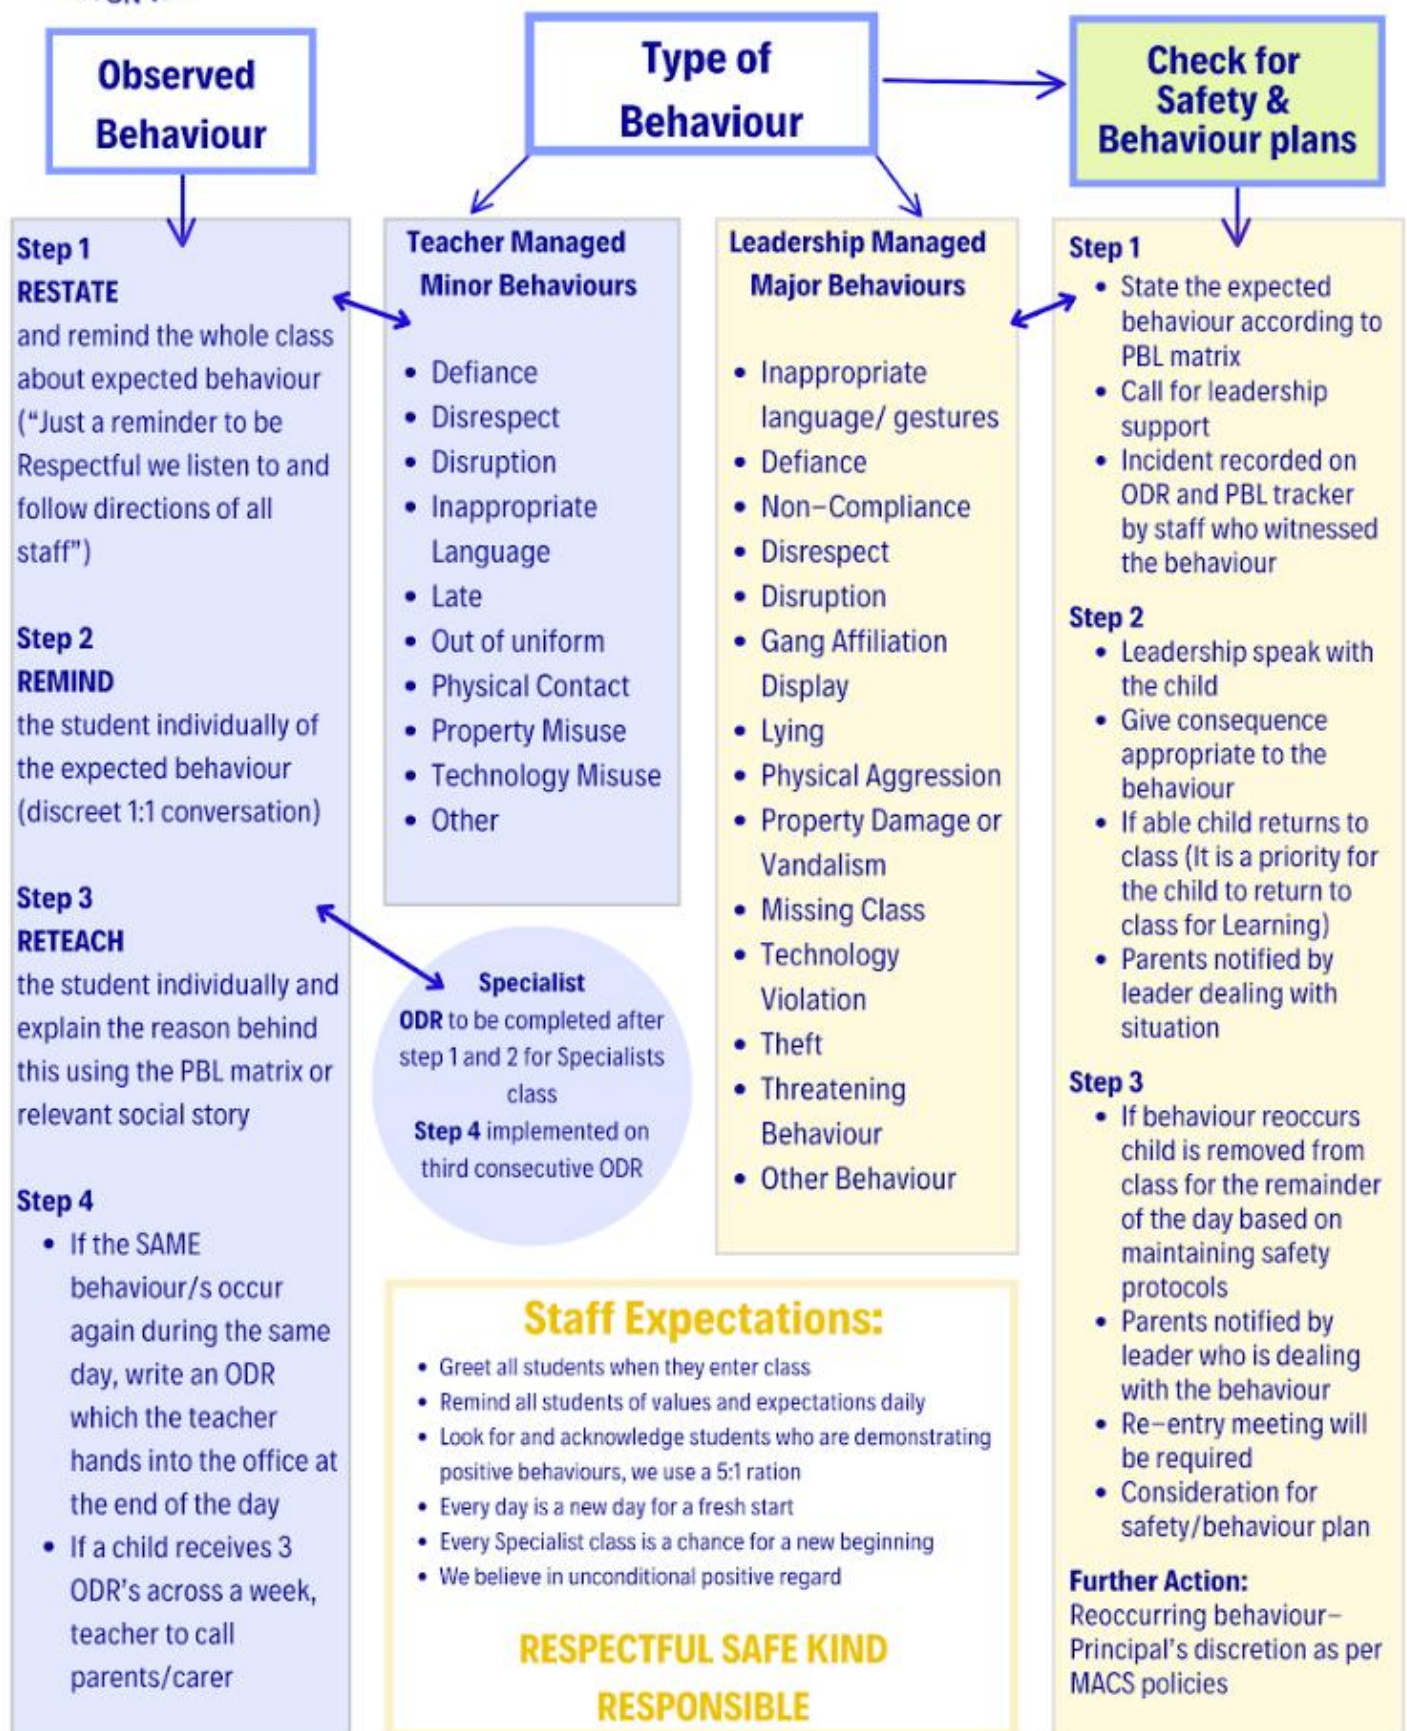 Observed
Behaviour
Type of
Behaviour
Check for
Safety &
Behaviour plans
Step 1
RESTATE
and remind the whole class
about expected behaviour
(“Just a reminder to be
Respectful we listen to and
follow directions of all
staff”)
Step 2
REMIND
the student individually of
the expected behaviour
(discreet 1:1 conversation)
Step 3
RETEACH
the student individually and
explain the reason behind
this using the PBL matrix or
relevant social story
Step 4
• If the SAME
behaviour/s occur
again during the same
day, write an ODR
which the teacher
hands into the office at
the end of the day
• If a child receives 3
ODR's across a week,
teacher to call
parents/carer
Teacher Managed
Minor Behaviours
• Defiance
• Disrespect
• Disruption
• Inappropriate
Language
• Late
• Out of uniform
• Physical Contact
• Property Misuse
• Technology Misuse
• Other
Specialist
ODR to be completed after
step 1 and 2 for Specialists
class
Step 4 implemented on
third consecutive ODR
Leadership Managed
Major Behaviours
• Inappropriate
language/ gestures
• Defiance
• Non–Compliance
• Disrespect
• Disruption
• Gang Affiliation
Display
• Lying
• Physical Aggression
• Property Damage or
Vandalism
• Missing Class
• Technology
Violation
• Theft
• Threatening
Behaviour
• Other Behaviour
Staff Expectations:
• Greet all students when they enter class
• Remind all students of values and expectations daily
• Look for and acknowledge students who are demonstrating
positive behaviours, we use a 5:1 ration
• Every day is a new day for a fresh start
• Every Specialist class is a chance for a new beginning
• We believe in unconditional positive regard
RESPECTFUL SAFE KIND
RESPONSIBLE
Step 1
• State the expected
behaviour according to
PBL matrix
• Call for leadership
support
• Incident recorded on
ODR and PBL tracker
by staff who witnessed
the behaviour
Step 2
• Leadership speak with
the child
• Give consequence
appropriate to the
behaviour
• If able child returns to
class (It is a priority for
the child to return to
class for Learning)
• Parents notified by
leader dealing with
situation
Step 3
• If behaviour reoccurs
child is removed from
class for the remainder
of the day based on
maintaining safety
protocols
• Parents notified by
leader who is dealing
with the behaviour
• Re–entry meeting will
be required
• Consideration for
safety/behaviour plan
Further Action:
Reoccurring behaviour–
Principal's discretion as per
MACS policies